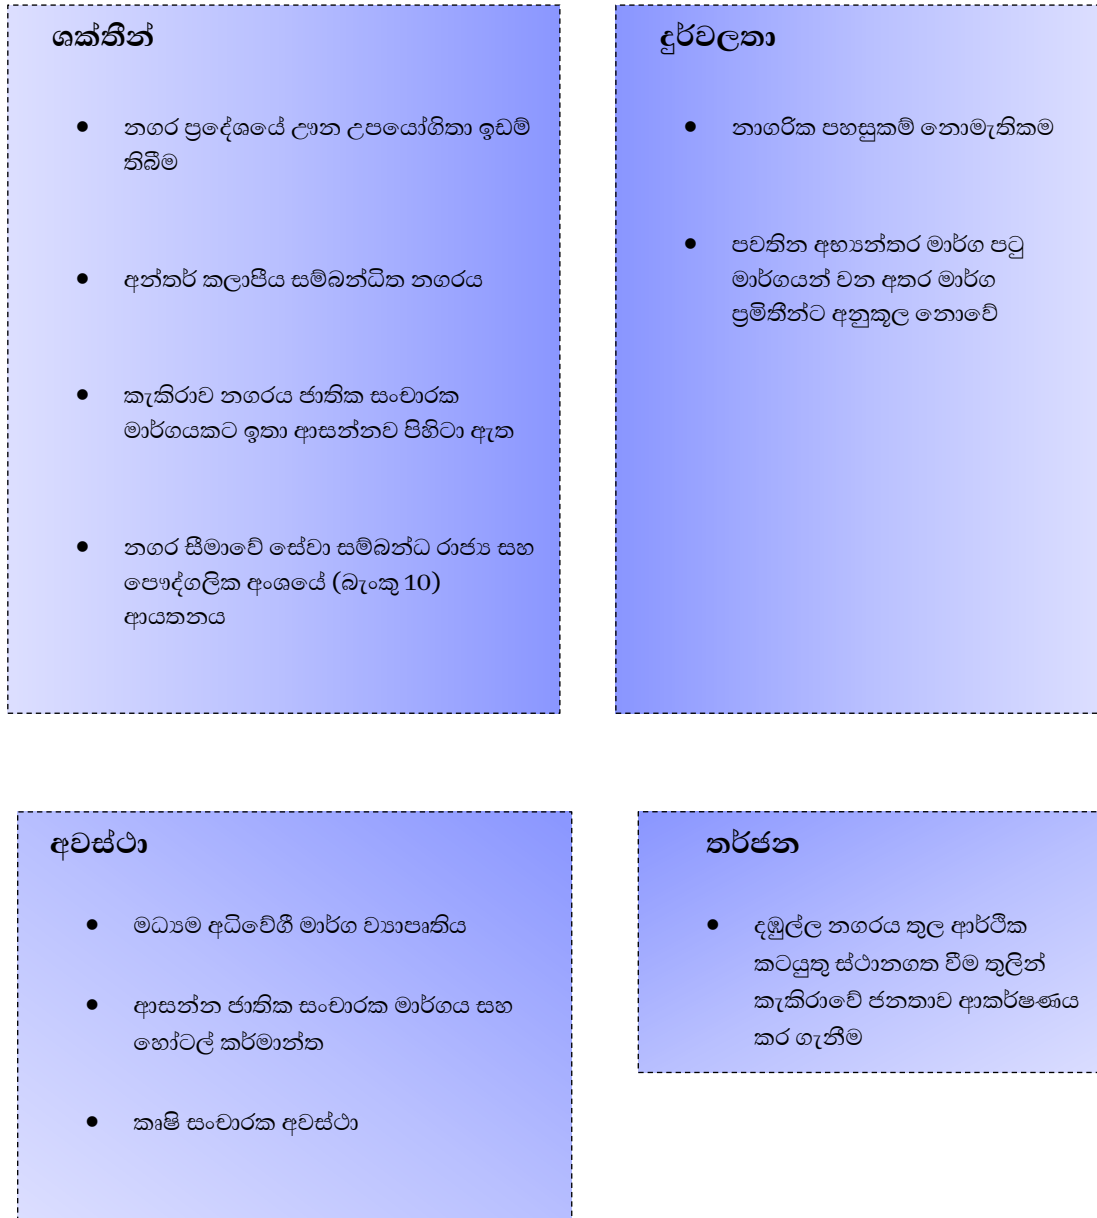 ශක්තීන්
නගර ප්‍රදේශයේ ඌන උපයෝගිතා ඉඩම්
තිබීම
අන්තර් කලාපීය සම්බන්ධිත නගරය
කැකිරාව නගරය ජාතික සංචාරක
මාර්ගයකට ඉතා ආසන්නව පිහිටා ඇත
නගර සීමාවේ සේවා සම්බන්ධ රාජ්‍ය සහ
පෞද්ගලික අංශයේ (බැංකු 10)
ආයතනය
දුර්වලතා
නාගරික පහසුකම් නොමැතිකම
පවතින අභ්‍යන්තර මාර්ග පටු
මාර්ගයන් වන අතර මාර්ග
ප්‍රමිතීන්ට අනුකූල නොවේ
අවස්ථා
මධ්‍යම අධිවේගී මාර්ග ව්‍යාපෘතිය
ආසන්න ජාතික සංචාරක මාර්ගය සහ
හෝටල් කර්මාන්ත
කෘෂි සංචාරක අවස්ථා
තර්ජන
දඹුල්ල නගරය තුල ආර්ථික
කටයුතු ස්ථානගත වීම තුලින්
කැකිරාවේ ජනතාව ආකර්ෂණය
කර ගැනීම